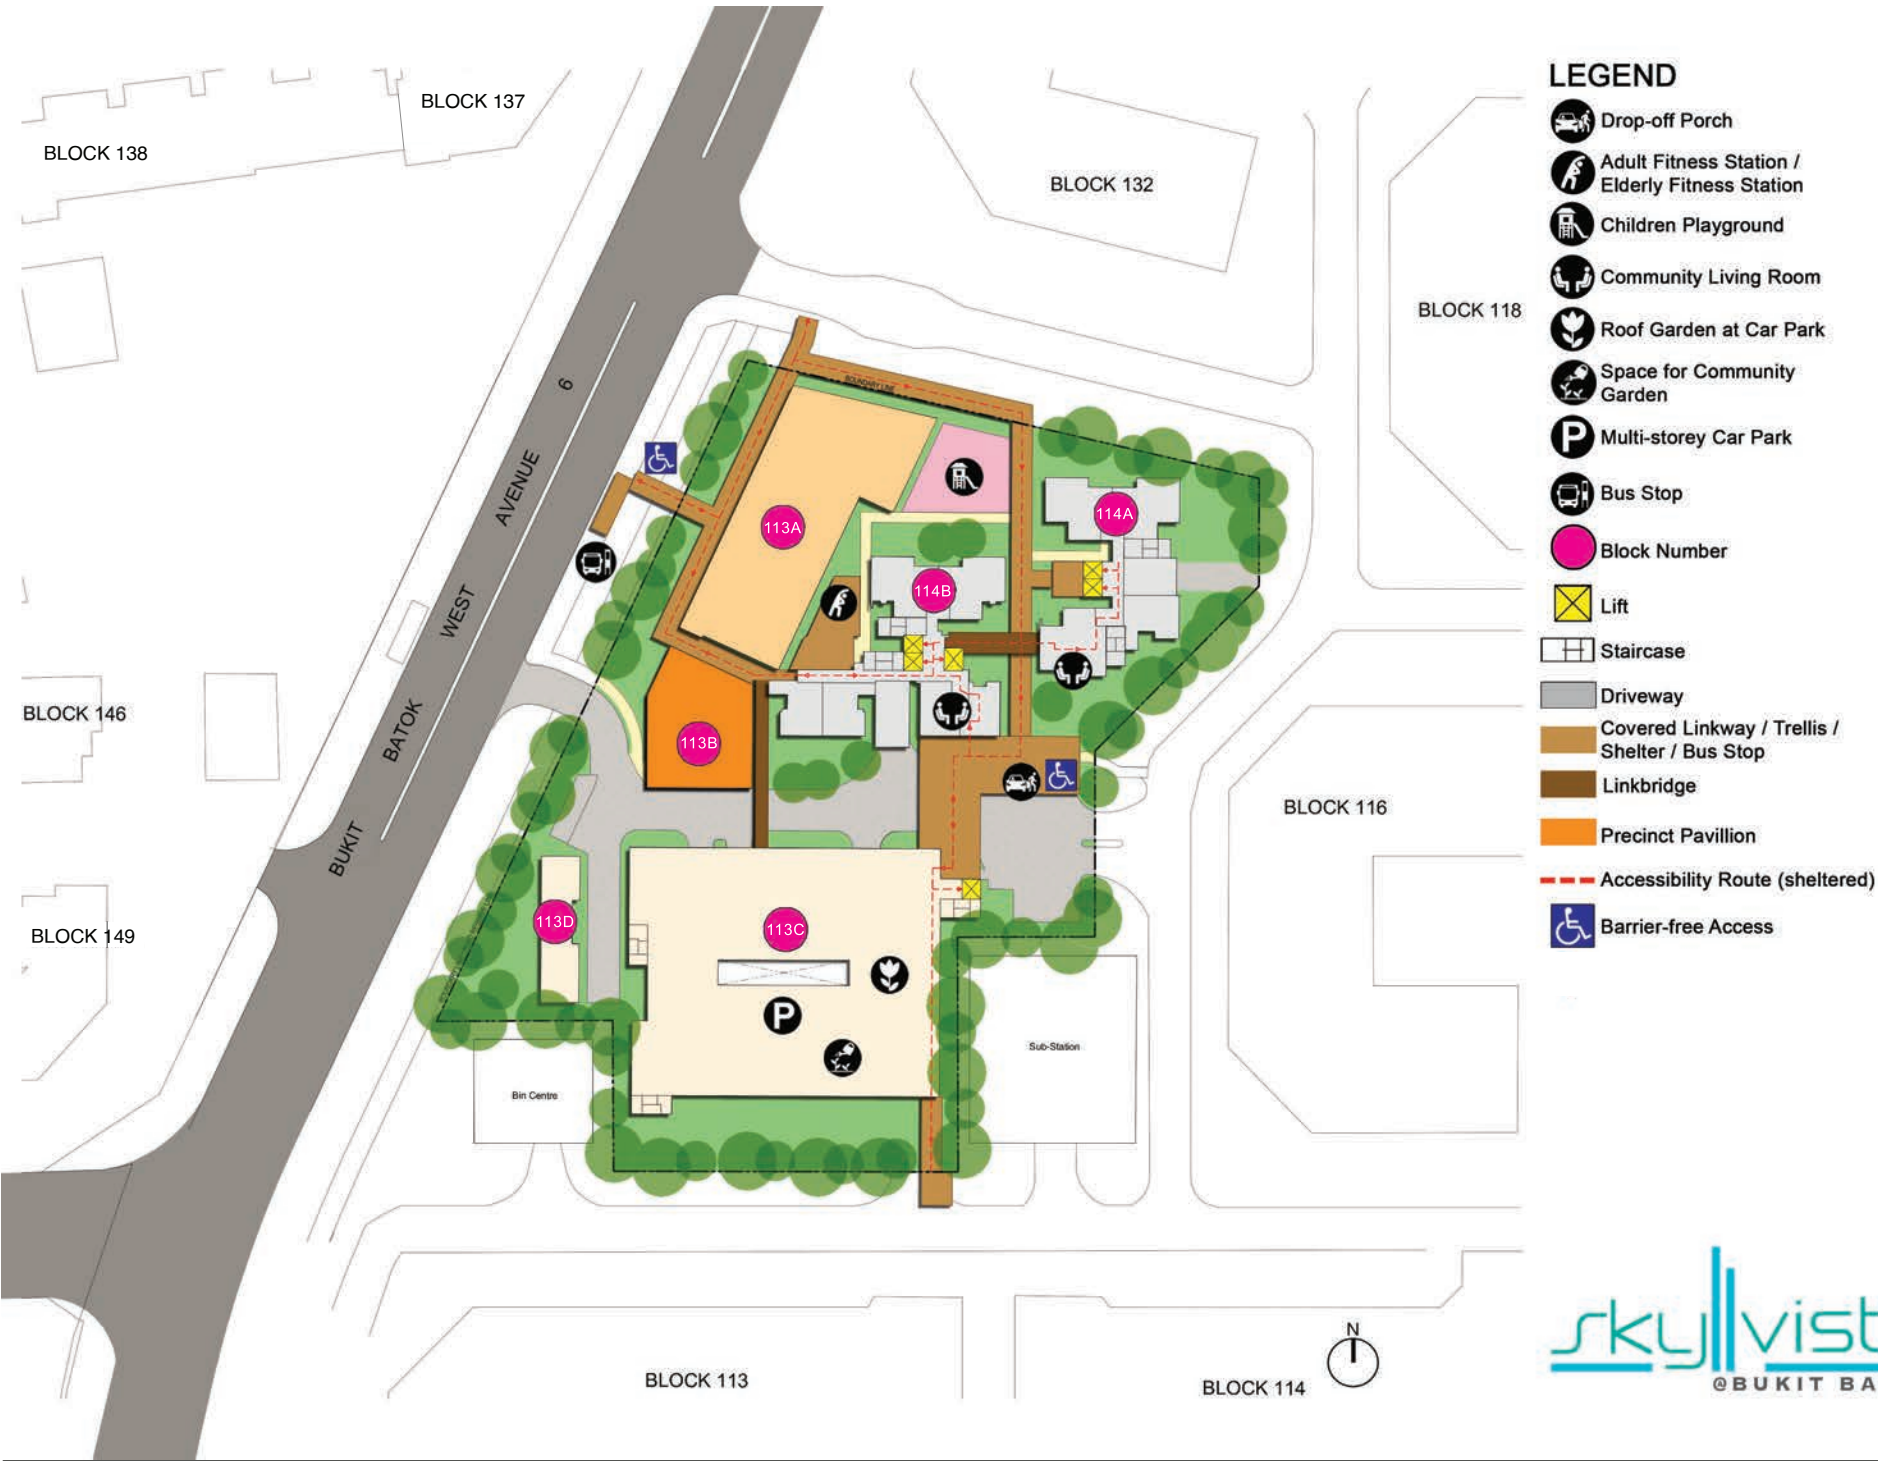 BLOCK 137
BLOCK 138
BLOCK 132
BLOCK 118
BOUNDARY LINE
BUKIT BATOK WEST AVENUE 6
113A
114A
114B
113B
113D
113C
P
BLOCK 146
BLOCK 149
BLOCK 116
Sub-Station
Bin Centre
BLOCK 113
BLOCK 114
N
LEGEND
Drop-off Porch
Adult Fitness Station /
Elderly Fitness Station
Children Playground
Community Living Room
Roof Garden at Car Park
Space for Community
Garden
P
Multi-storey Car Park
Bus Stop
Block Number
Lift
Staircase
Driveway
Covered Linkway / Trellis /
Shelter / Bus Stop
Linkbridge
Precinct Pavillion
Accessibility Route (sheltered)
Barrier-free Access
skyvist
@BUKIT BA